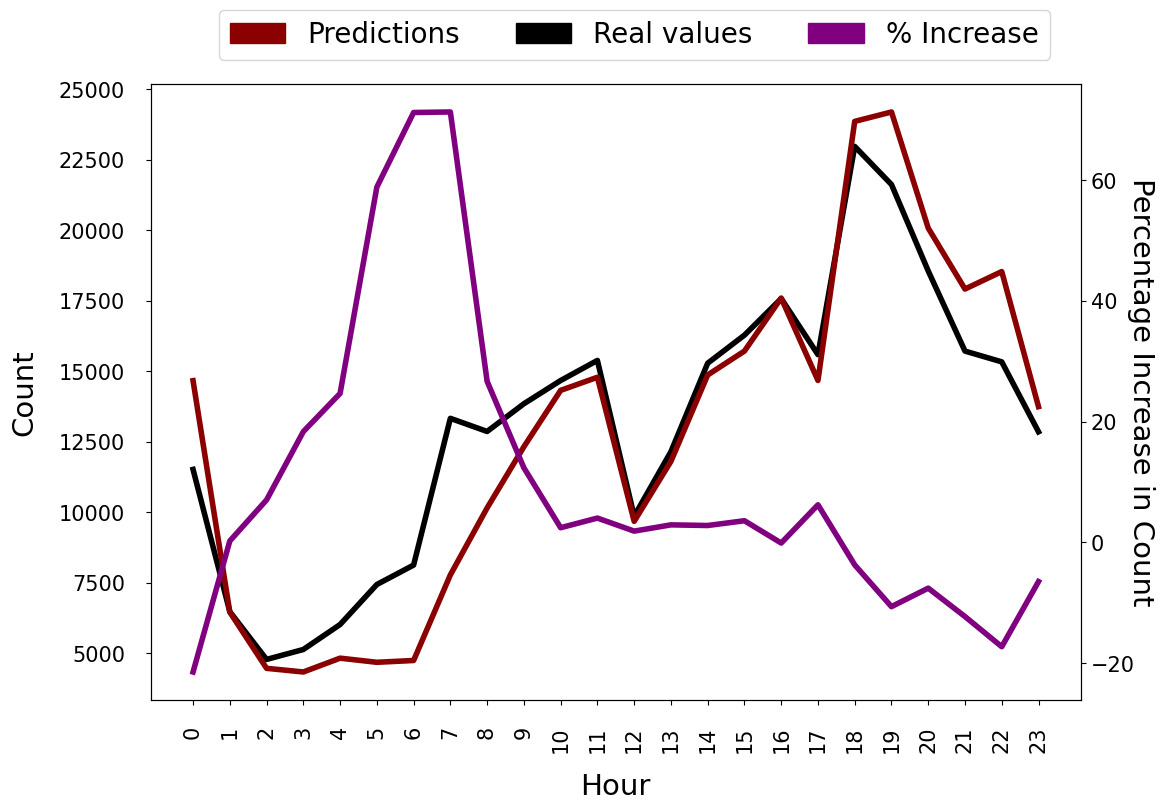 Predictions Real values % Increase
25000
22500
20000
17500
15000
12500
10000
7500
5000
Count
60
40
20
0
−20
Percentage Increase in Count
0 1 2 3 4 5 6 7 8 9 10 11 12 13 14 15 16 17 18 19 20 21 22 23
Hour